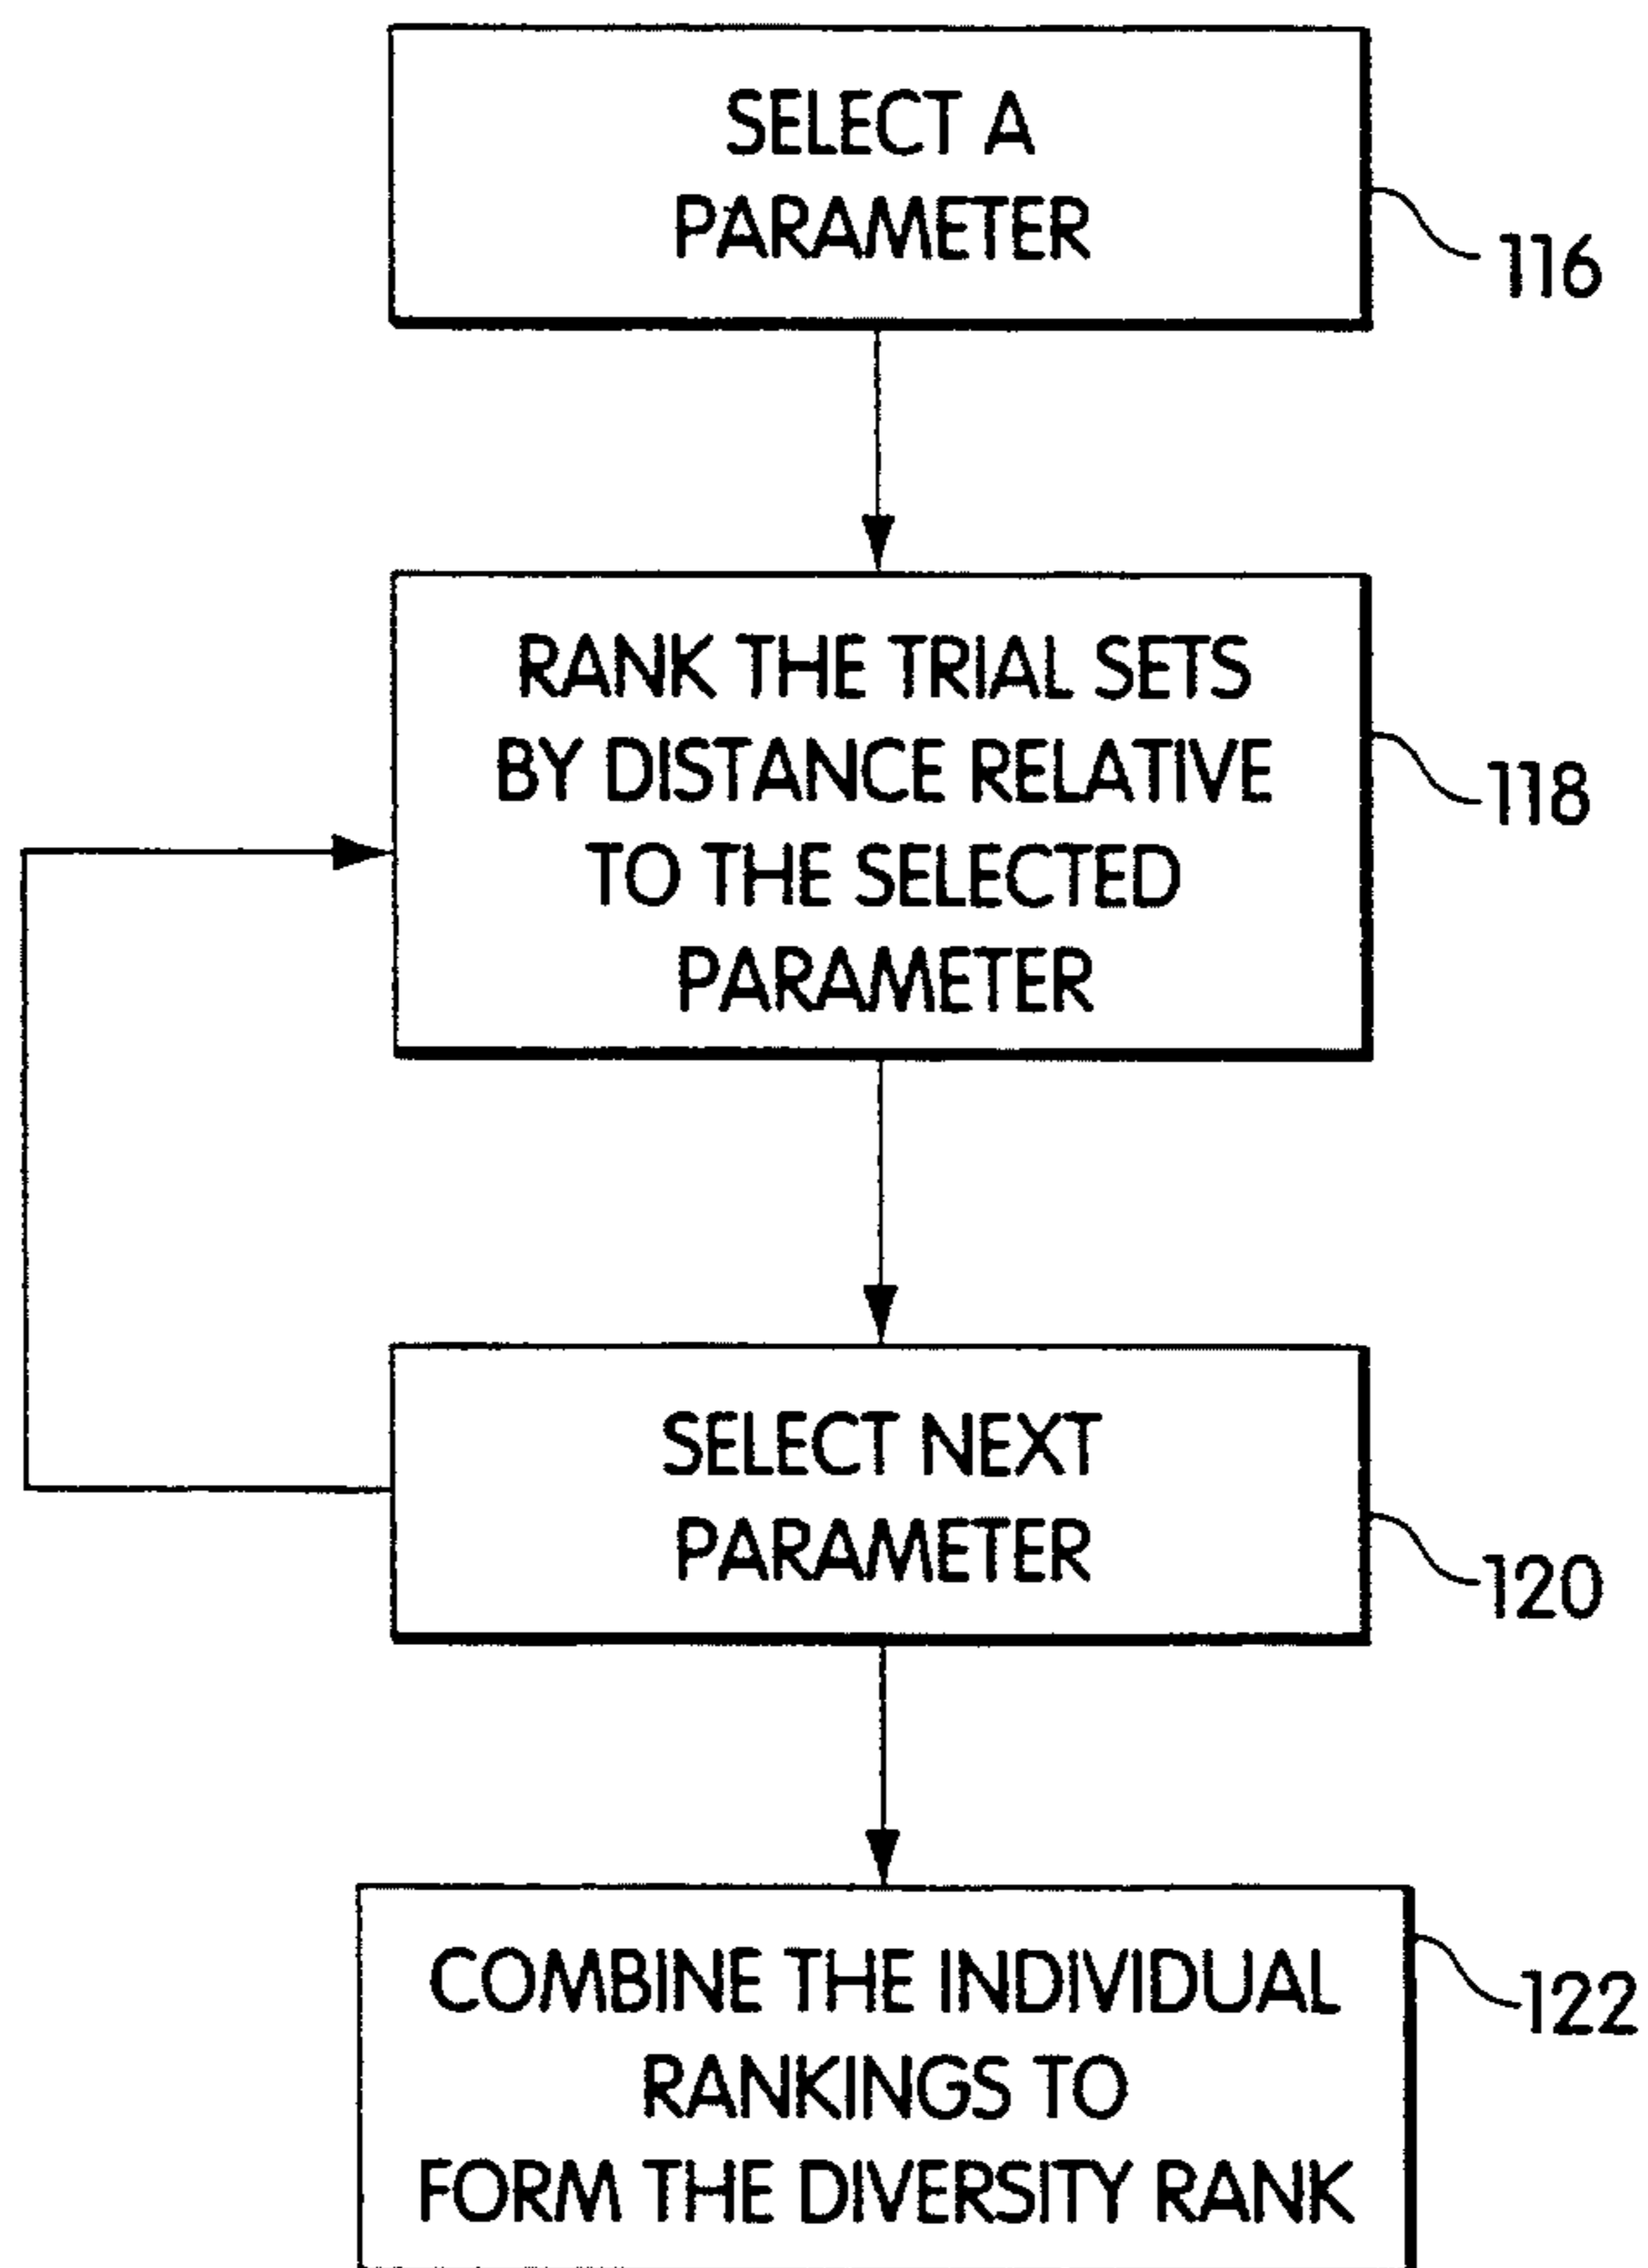 SELECT A
PARAMETER
116
RANK THE TRIAL SETS
BY DISTANCE RELATIVE
TO THE SELECTED
PARAMETER
118
SELECT NEXT
PARAMETER
120
COMBINE THE INDIVIDUAL
RANKINGS TO
FORM THE DIVERSITY RANK
122